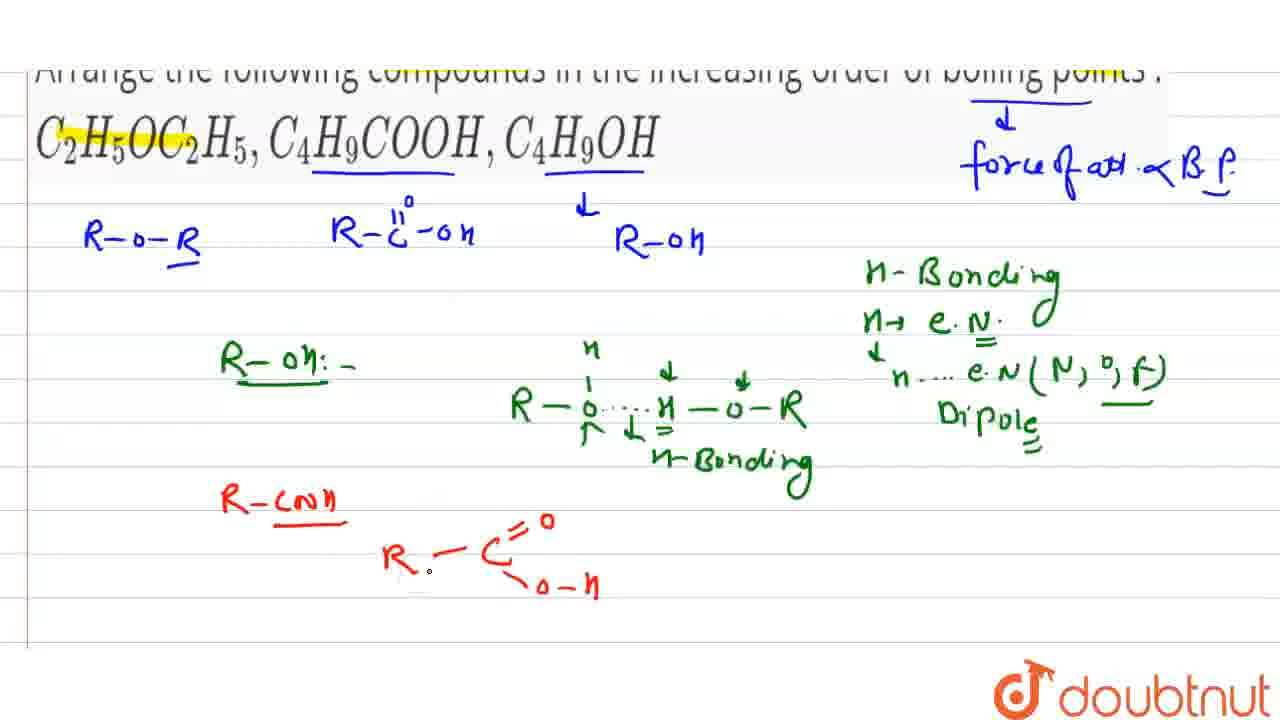 Arrange the following compounds in the increasing order of boiling points :
C₂H₅OC₂H₅, C₄H₉COOH, C₄H₉OH
force of att. ∝ B.P.
R-O-R
R-C-OH
O
R-OH
H-Bonding
H→ e.N.
H .... e.N (N, O, F)
Dipole
R-OH:-
H
R-O.....H-O-R
H-Bonding
R-COOH
R-C=O
O-H
doubtnut